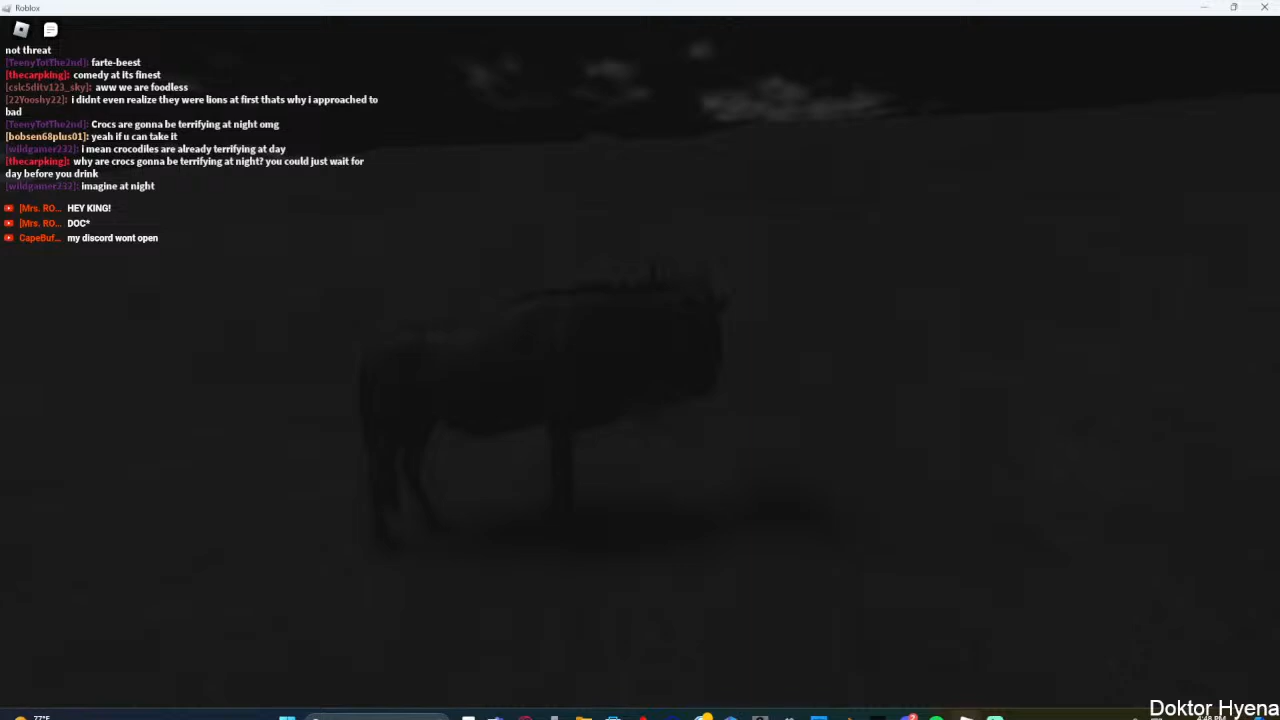 Roblox
not threat
[TeenyTotThe2nd]: farte-beest
[thecarpking]: comedy at its finest
[cslc5ditv123_sky]: aww we are foodless
[22Yooshy22]: i didnt even realize they were lions at first thats why i approached to
bad
[TeenyTotThe2nd]: Crocs are gonna be terrifying at night omg
[bobsen68plus01]: yeah if u can take it
[wildgamer232]: i mean crocodiles are already terrifying at day
[thecarpking]: why are crocs gonna be terrifying at night? you could just wait for
day before you drink
[wildgamer232]: imagine at night
[Mrs. RO... HEY KING!
[Mrs. RO... DOC*
CapeBuf... my discord wont open
Doktor Hyena
77°F
4:48 PM